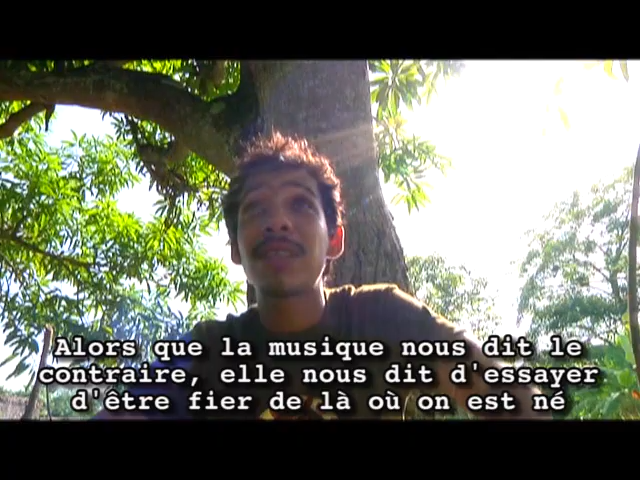 Alors que la musique nous dit le
contraire, elle nous dit d'essayer
d'être fier de là où on est né